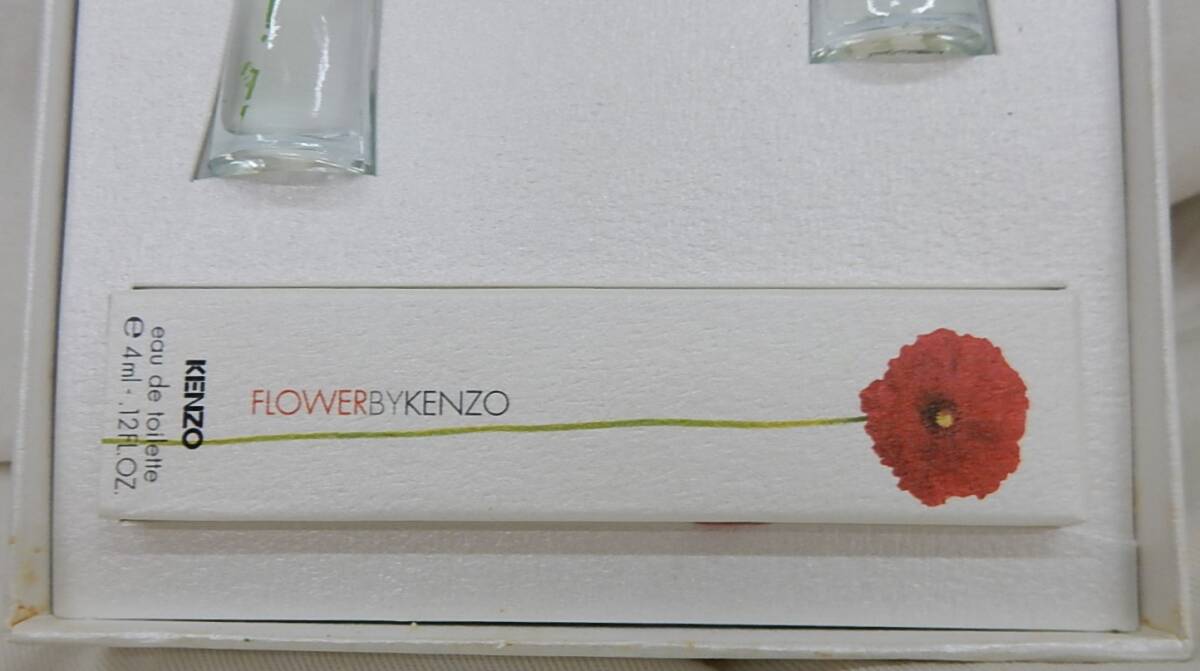 FLOWERBYKENZO
KENZO
eau de toilette
℮ 4ml - .12FL.OZ.